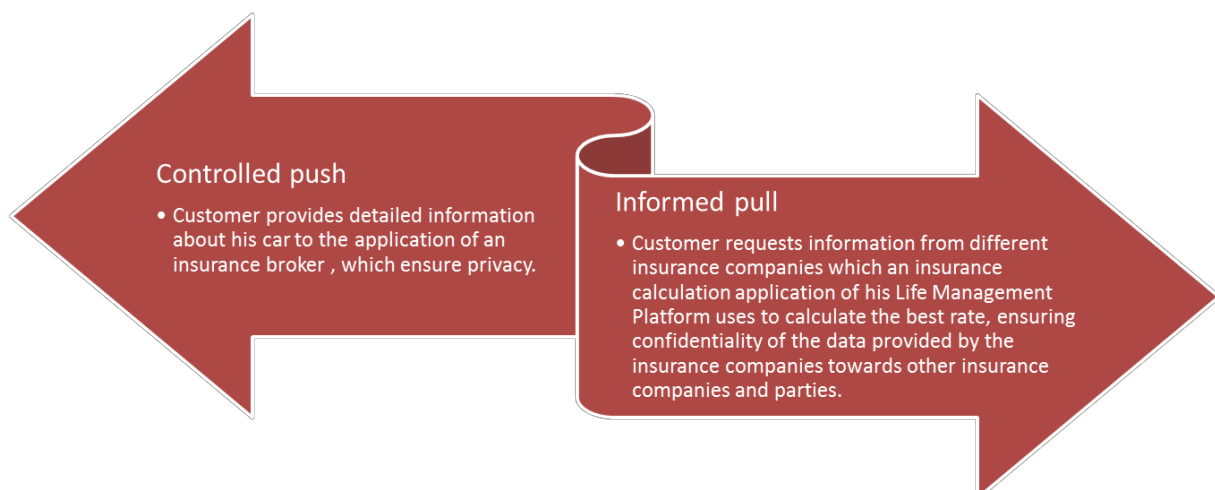 Controlled push
• Customer provides detailed information
about his car to the application of an
insurance broker , which ensure privacy.
Informed pull
• Customer requests information from different
insurance companies which an insurance
calculation application of his Life Management
Platform uses to calculate the best rate, ensuring
confidentiality of the data provided by the
insurance companies towards other insurance
companies and parties.